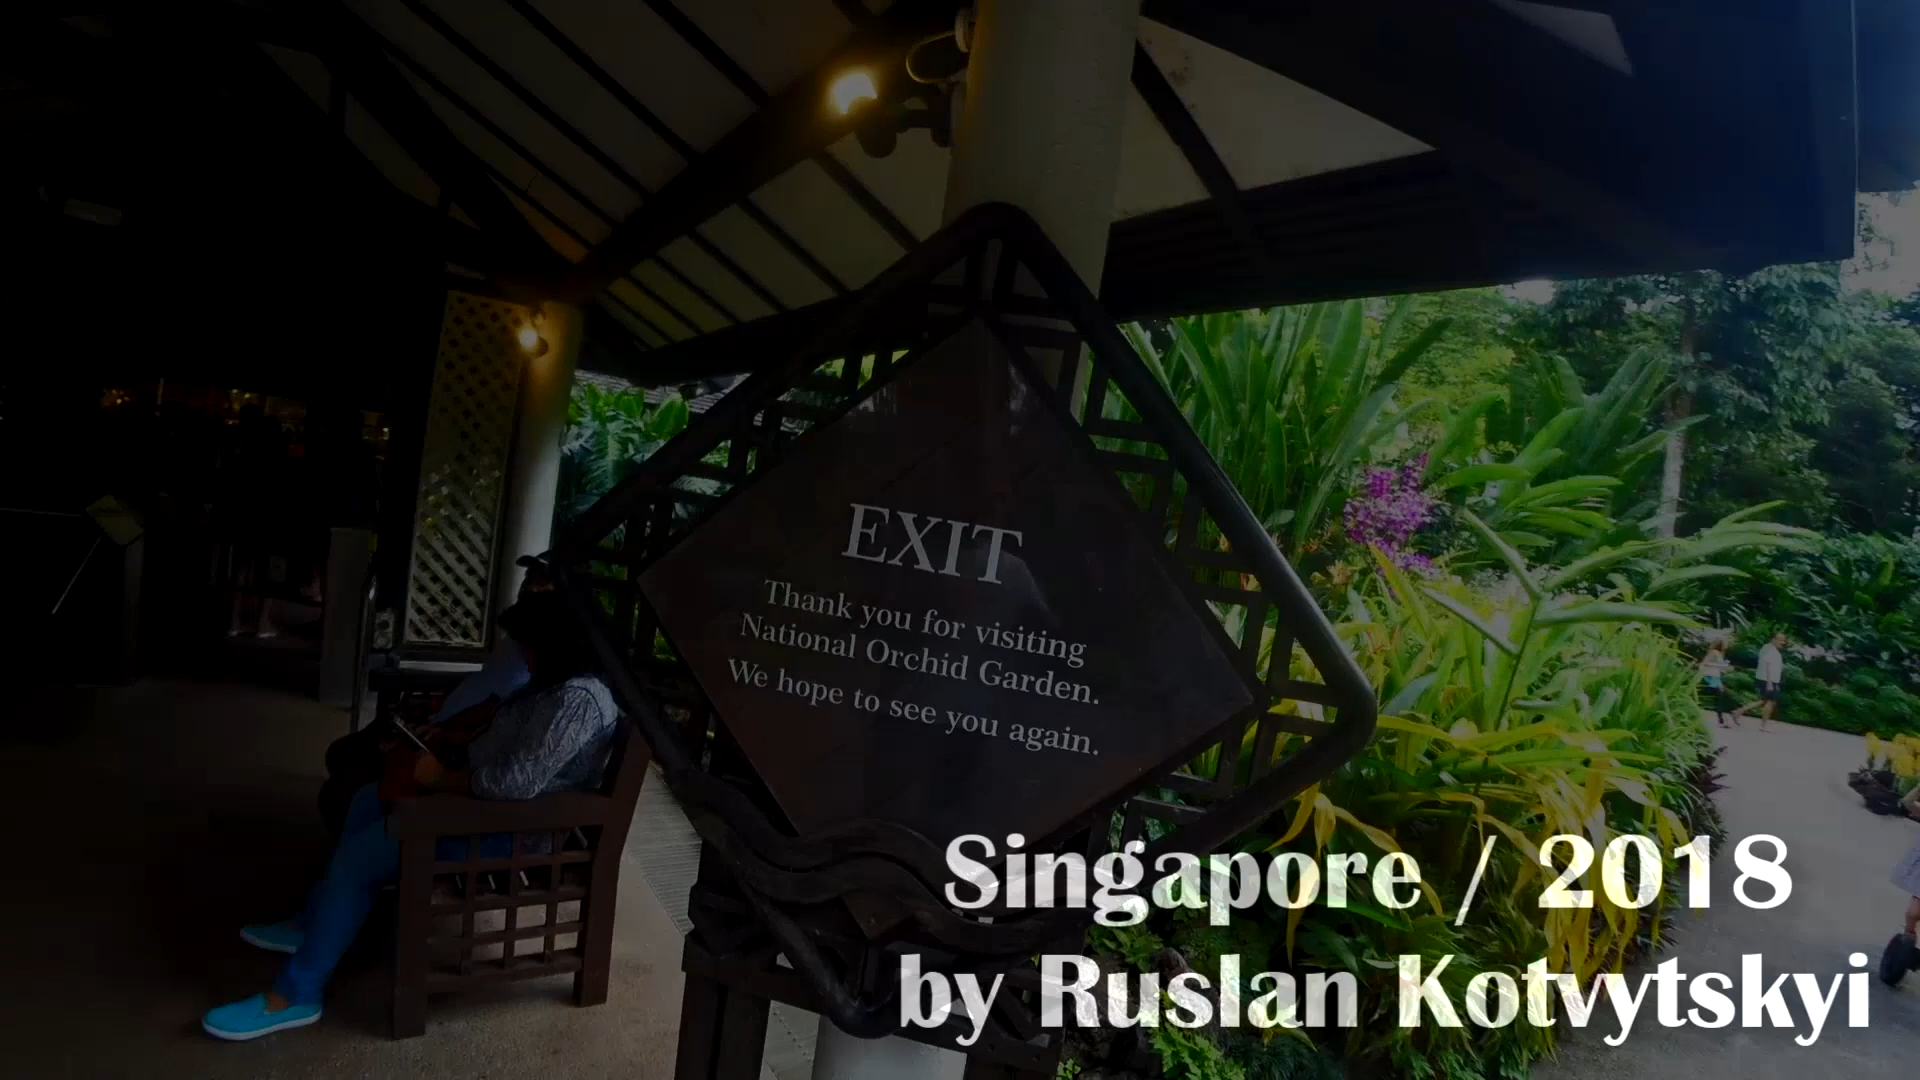 EXIT
Thank you for visiting
National Orchid Garden.
We hope to see you again.
Singapore / 2018
by Ruslan Kotvytskyi